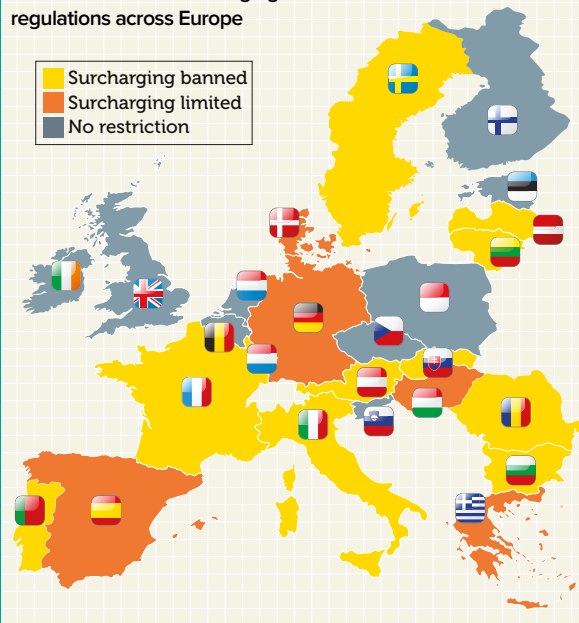 regulations across Europe
Surcharging banned
Surcharging limited
No restriction